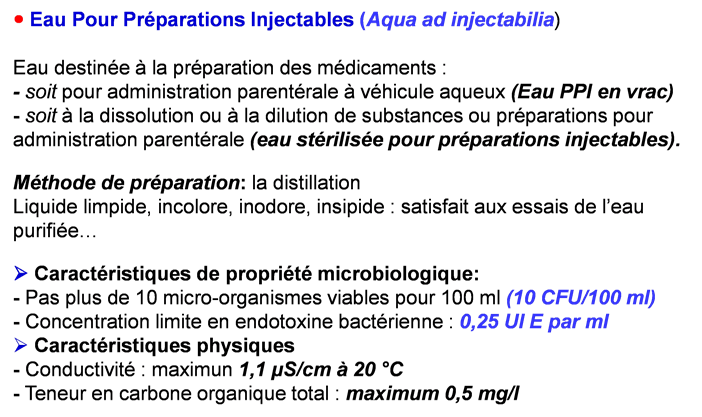 • Eau Pour Préparations Injectables (Aqua ad injectabilia)
Eau destinée à la préparation des médicaments :
- soit pour administration parentérale à véhicule aqueux (Eau PPI en vrac)
- soit à la dissolution ou à la dilution de substances ou préparations pour
administration parentérale (eau stérilisée pour préparations injectables).
Méthode de préparation: la distillation
Liquide limpide, incolore, inodore, insipide : satisfait aux essais de l’eau
purifiée…
➢ Caractéristiques de propriété microbiologique:
- Pas plus de 10 micro-organismes viables pour 100 ml (10 CFU/100 ml)
- Concentration limite en endotoxine bactérienne : 0,25 UI E par ml
➢ Caractéristiques physiques
- Conductivité : maximun 1,1 µS/cm à 20 °C
- Teneur en carbone organique total : maximum 0,5 mg/l